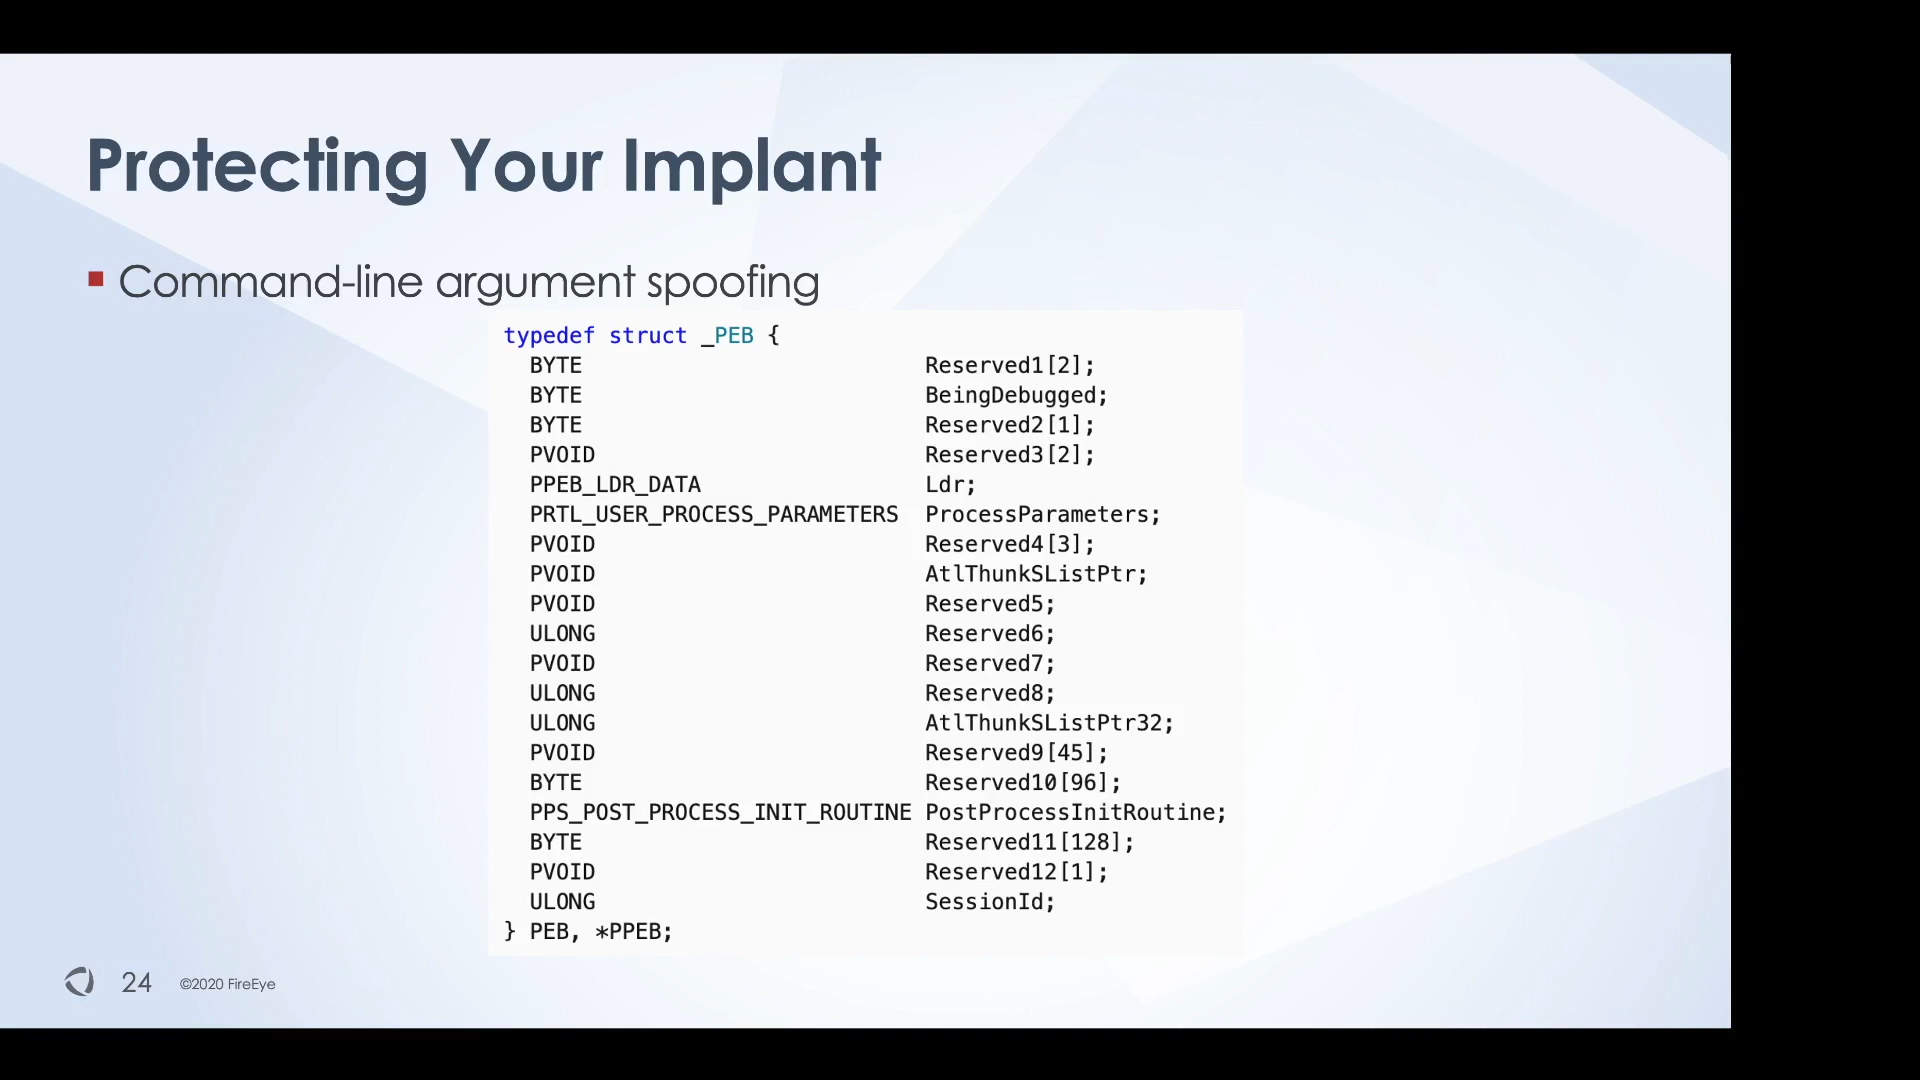 Protecting Your Implant
Command-line argument spoofing
typedef struct _PEB {
  BYTE                          Reserved1[2];
  BYTE                          BeingDebugged;
  BYTE                          Reserved2[1];
  PVOID                         Reserved3[2];
  PPEB_LDR_DATA                 Ldr;
  PRTL_USER_PROCESS_PARAMETERS  ProcessParameters;
  PVOID                         Reserved4[3];
  PVOID                         AtlThunkSListPtr;
  PVOID                         Reserved5;
  ULONG                         Reserved6;
  PVOID                         Reserved7;
  ULONG                         Reserved8;
  ULONG                         AtlThunkSListPtr32;
  PVOID                         Reserved9[45];
  BYTE                          Reserved10[96];
  PPS_POST_PROCESS_INIT_ROUTINE PostProcessInitRoutine;
  BYTE                          Reserved11[128];
  PVOID                         Reserved12[1];
  ULONG                         SessionId;
} PEB, *PPEB;
24 ©2020 FireEye